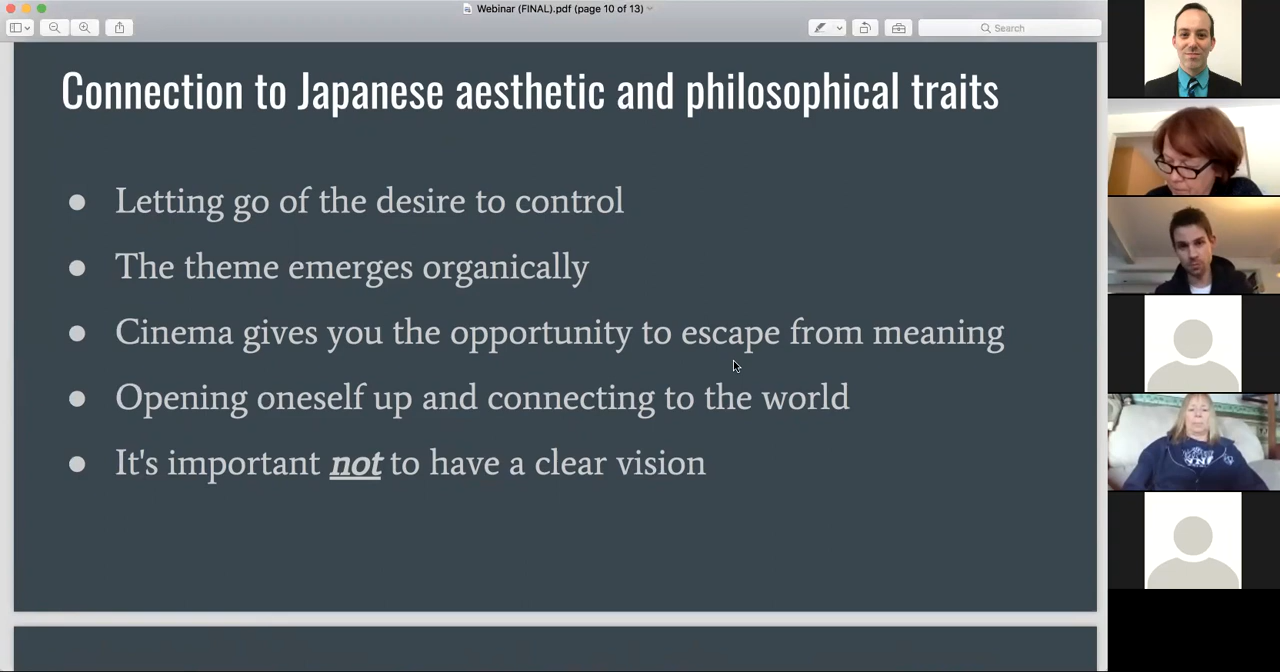 Webinar (FINAL).pdf (page 10 of 13)
Search
Connection to Japanese aesthetic and philosophical traits
● Letting go of the desire to control
● The theme emerges organically
● Cinema gives you the opportunity to escape from meaning
● Opening oneself up and connecting to the world
● It's important not to have a clear vision